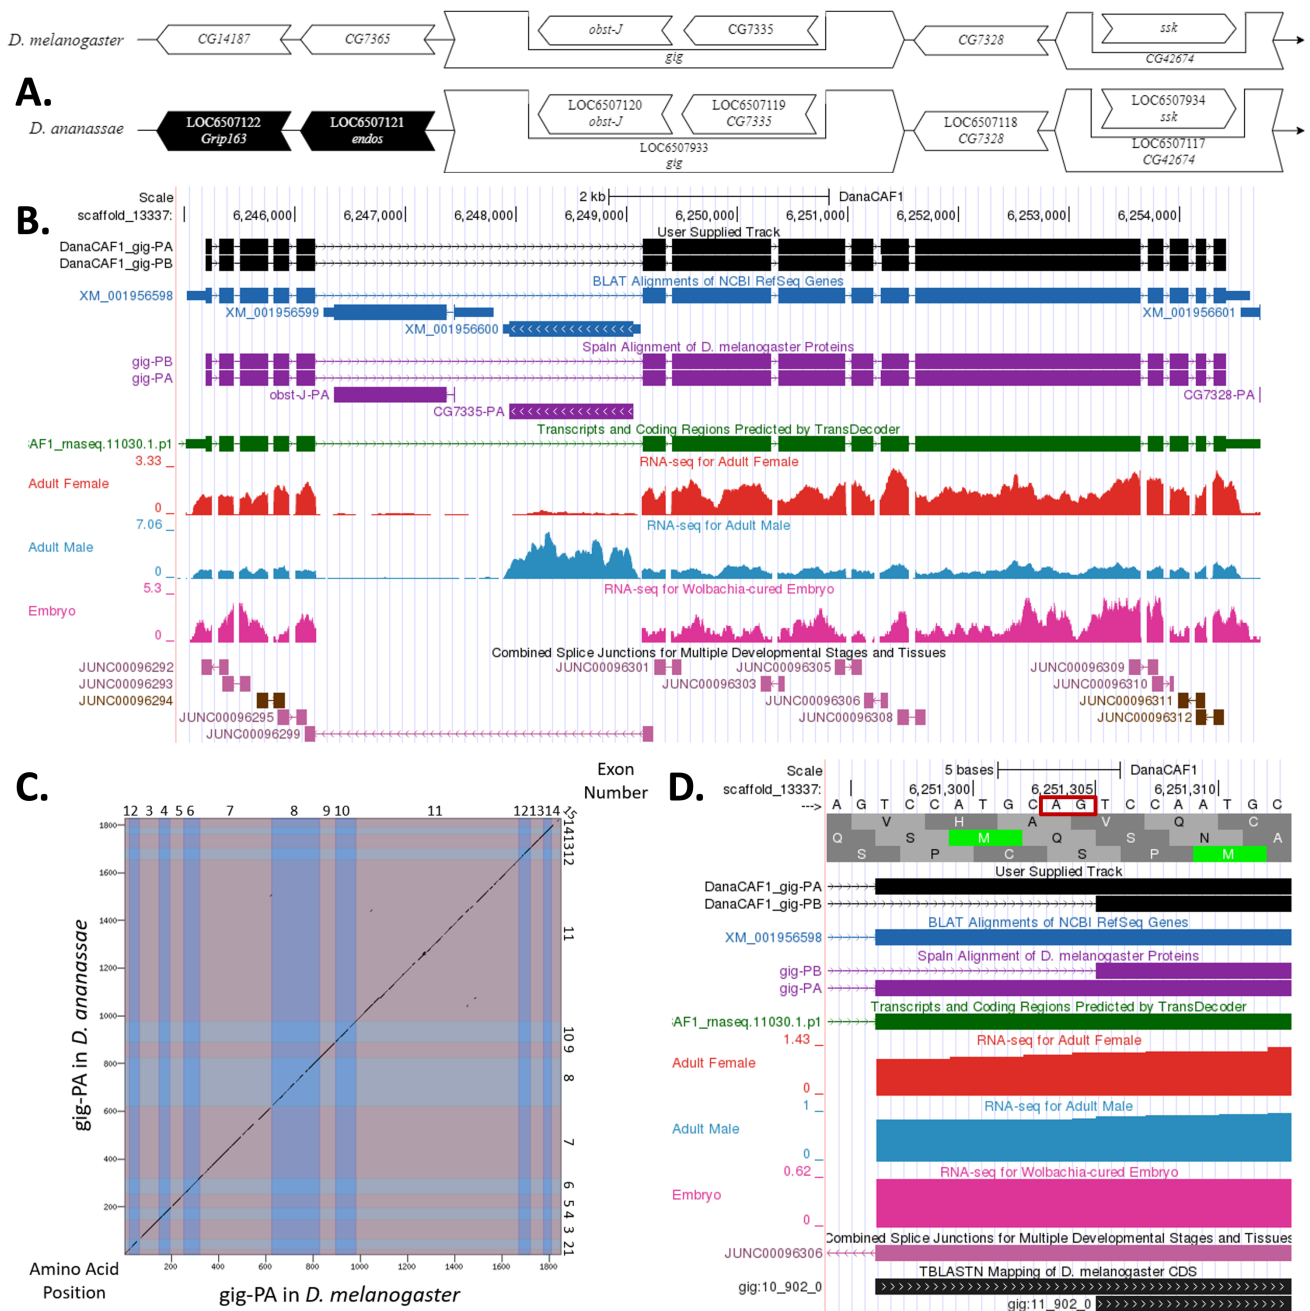 D. melanogaster
CG14187
CG7365
obst-J
CG7335
gig
CG7328
ssk
CG42674
A.
D. ananassae
LOC6507122
Grip163
LOC6507121
endos
LOC6507120
obst-J
LOC6507119
CG7335
LOC6507933
gig
LOC6507118
CG7328
LOC6507934
ssk
LOC6507117
CG42674
B.
Scale
2 kb
DanaCAF1
scaffold_13337:
6,246,000
6,247,000
6,248,000
6,249,000
6,250,000
6,251,000
6,252,000
6,253,000
6,254,000
User Supplied Track
DanaCAF1_gig-PA
DanaCAF1_gig-PB
BLAT Alignments of NCBI RefSeq Genes
XM_001956598
XM_001956599
XM_001956601
XM_001956600
Spaln Alignment of D. melanogaster Proteins
gig-PB
gig-PA
obst-J-PA
CG7328-PA
CG7335-PA
Transcripts and Coding Regions Predicted by TransDecoder
AF1_rnaseq.11030.1.p1
3.33
RNA-seq for Adult Female
Adult Female
0
7.06
RNA-seq for Adult Male
Adult Male
0
5.3
RNA-seq for Wolbachia-cured Embryo
Embryo
0
Combined Splice Junctions for Multiple Developmental Stages and Tissues
JUNC00096292
JUNC00096301
JUNC00096305
JUNC00096309
JUNC00096293
JUNC00096303
JUNC00096310
JUNC00096294
JUNC00096306
JUNC00096311
JUNC00096295
JUNC00096308
JUNC00096312
JUNC00096299
C.
Exon
Number
12 3 4 5 6 7 8 9 10 11 121314 15
1800
1600
1400
1200
1000
800
600
400
200
141312
11
10 9
8
7
6
5 4
3
21
gig-PA in D. ananassae
200 400 600 800 1000 1200 1400 1600 1800
Amino Acid
Position
gig-PA in D. melanogaster
D.
Scale
5 bases
DanaCAF1
scaffold_13337:
6,251,300
6,251,305
6,251,310
--->
A G T C C A T G C A G T C C A A T G C
V H A V Q C
Q S M Q S N A
S P C S P M
User Supplied Track
DanaCAF1_gig-PA
DanaCAF1_gig-PB
BLAT Alignments of NCBI RefSeq Genes
XM_001956598
Spaln Alignment of D. melanogaster Proteins
gig-PB
gig-PA
Transcripts and Coding Regions Predicted by TransDecoder
AF1_rnaseq.11030.1.p1
1.43
RNA-seq for Adult Female
Adult Female
0
1
RNA-seq for Adult Male
Adult Male
0
0.62
RNA-seq for Wolbachia-cured Embryo
Embryo
0
Combined Splice Junctions for Multiple Developmental Stages and Tissues
JUNC00096306
TBLASTN Mapping of D. melanogaster CDS
gig:10_902_0
gig:11_902_0